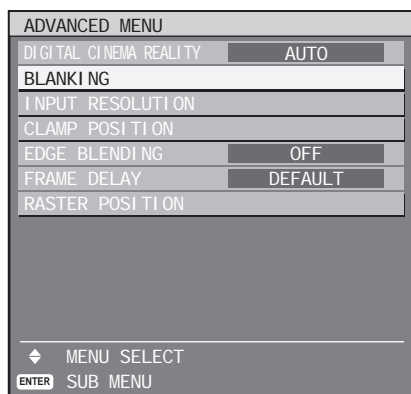 ADVANCED MENU
DIGITAL CINEMA REALITY AUTO
BLANKING
INPUT RESOLUTION
CLAMP POSITION
EDGE BLENDING OFF
FRAME DELAY DEFAULT
RASTER POSITION
MENU SELECT
ENTER SUB MENU